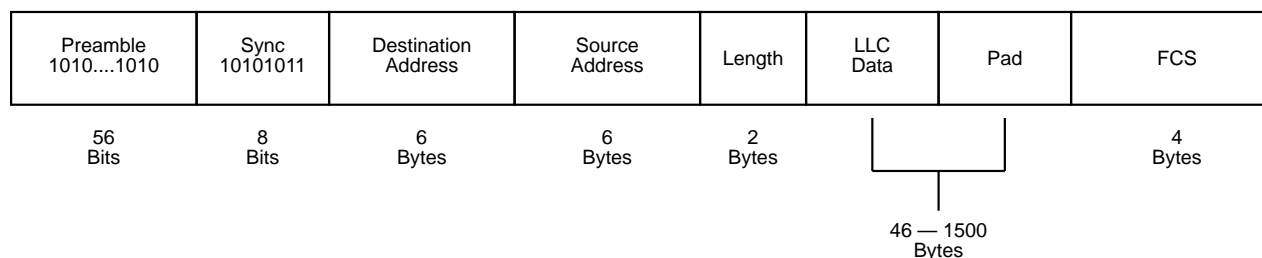 Preamble
1010....1010
Sync
10101011
Destination
Address
Source
Address
Length
LLC
Data
Pad
FCS
56
Bits
8
Bits
6
Bytes
6
Bytes
2
Bytes
4
Bytes
46 — 1500
Bytes